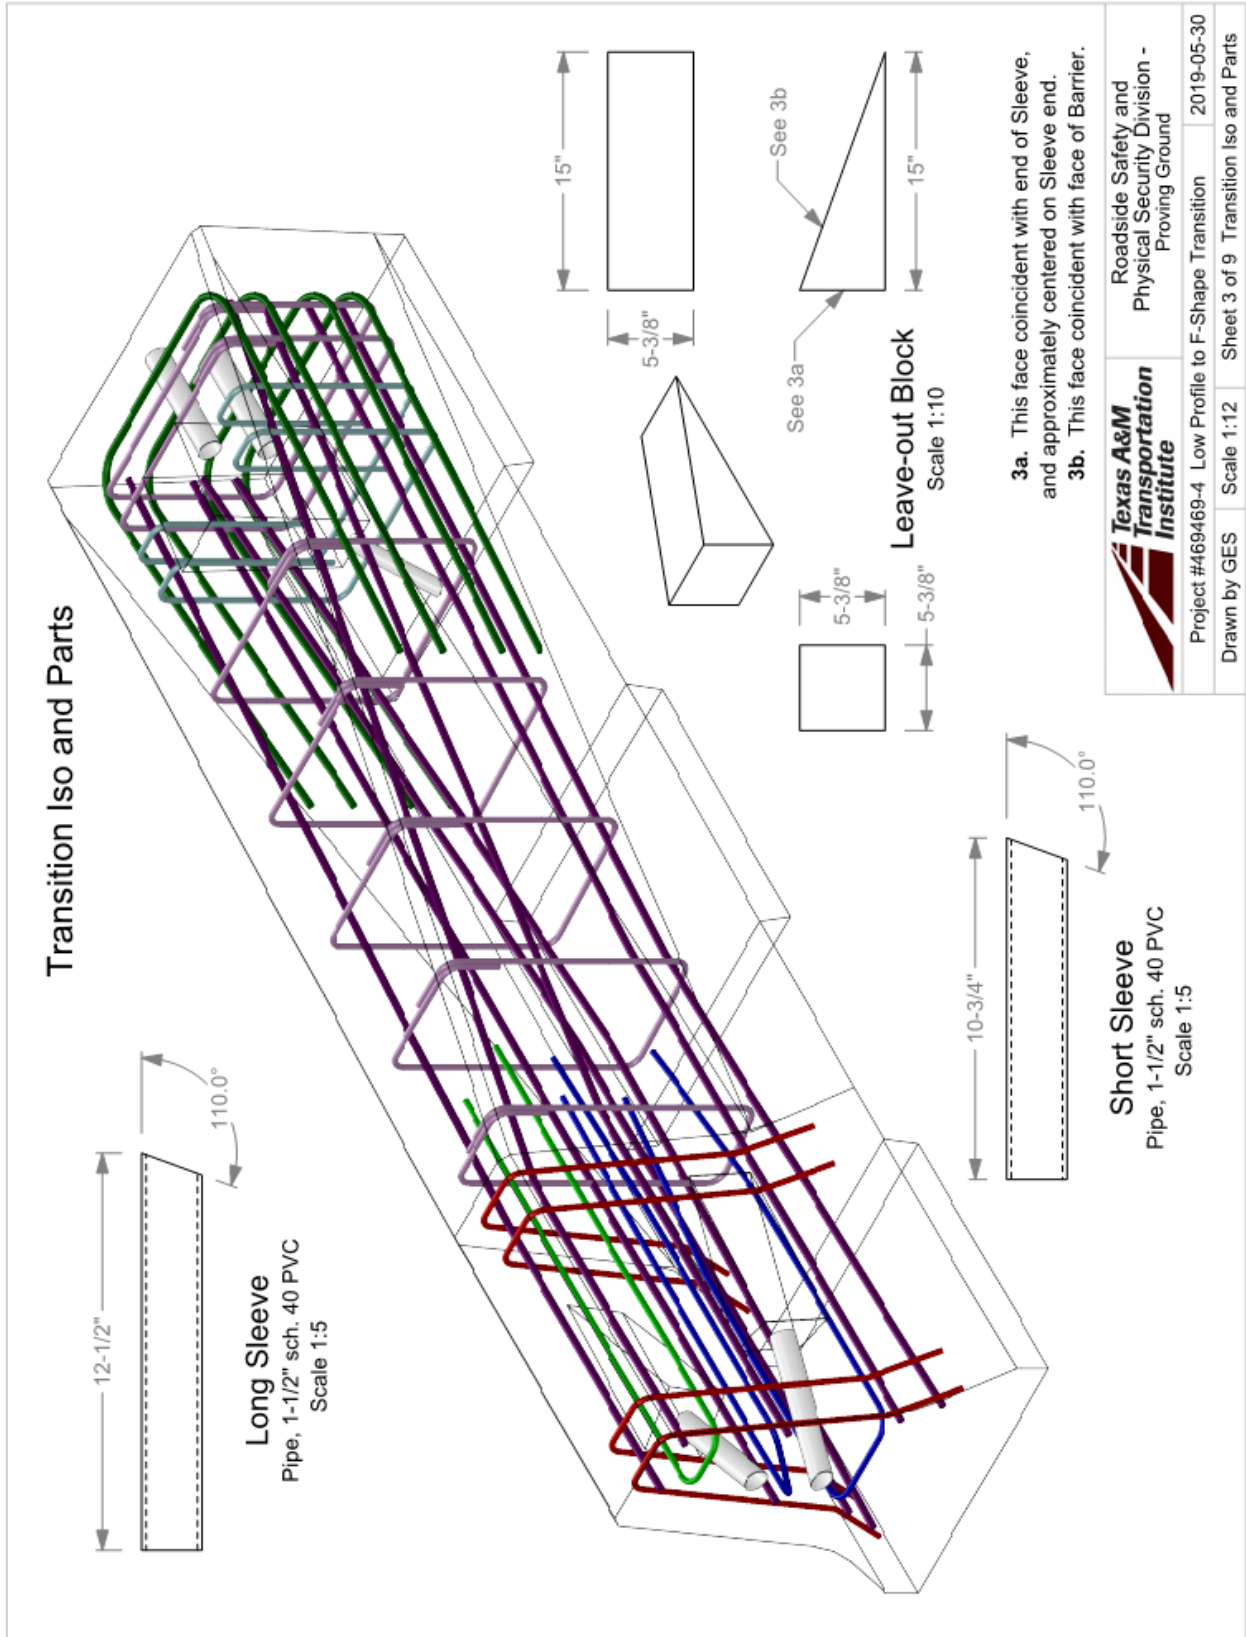 Transition Iso and Parts
12-1/2"
110.0°
Long Sleeve
Pipe, 1-1/2" sch. 40 PVC
Scale 1:5
10-3/4"
110.0°
Short Sleeve
Pipe, 1-1/2" sch. 40 PVC
Scale 1:5
15"
5-3/8"
See 3a
See 3b
15"
5-3/8"
5-3/8"
Leave-out Block
Scale 1:10
3a. This face coincident with end of Sleeve,
and approximately centered on Sleeve end.
3b. This face coincident with face of Barrier.
Texas A&M
Transportation
Institute
Roadside Safety and
Physical Security Division -
Proving Ground
Project #469469-4 Low Profile to F-Shape Transition 2019-05-30
Drawn by GES Scale 1:12 Sheet 3 of 9 Transition Iso and Parts